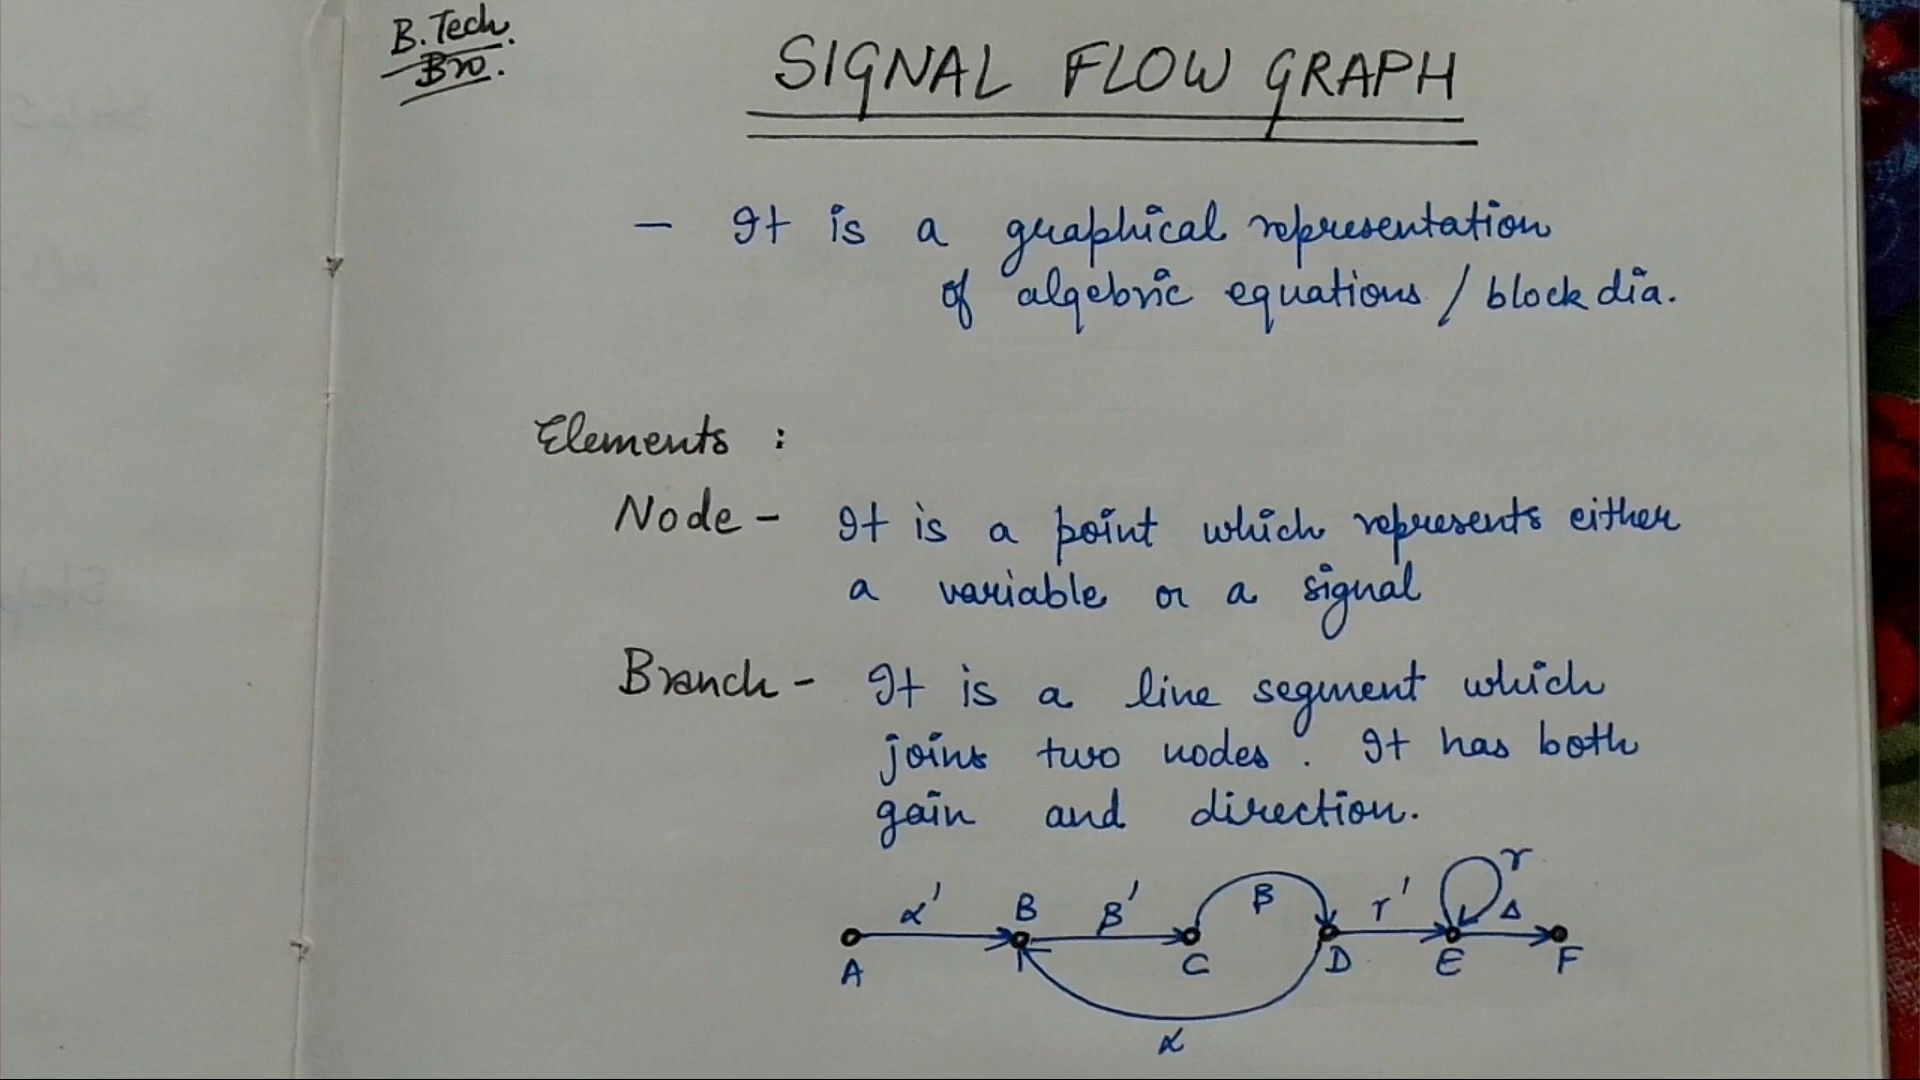 B.Tech.
Bro.
SIGNAL FLOW GRAPH
- It is a graphical representation
of algebric equations / block dia.
Elements :
Node - It is a point which represents either
a variable or a signal
Branch - It is a line segment which
joins two nodes. It has both
gain and direction.
α' B β' β γ' γ Δ
A C D E F
α